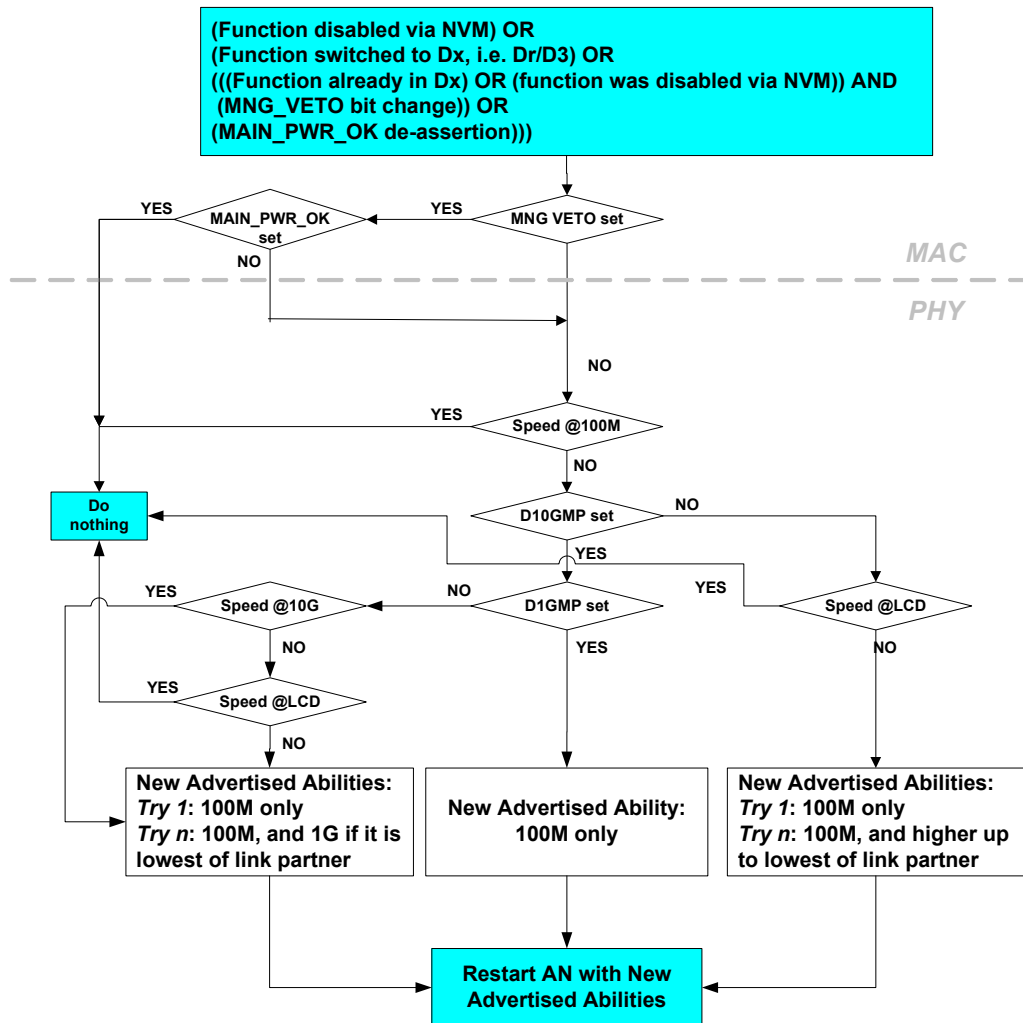 (Function disabled via NVM) OR
(Function switched to Dx, i.e. Dr/D3) OR
(((Function already in Dx) OR (function was disabled via NVM)) AND
(MNG_VETO bit change)) OR
(MAIN_PWR_OK de-assertion)))
YES
MAIN_PWR_OK
set
YES
MNG VETO set
NO
MAC
PHY
NO
YES
Speed @100M
NO
Do
nothing
D10GMP set
NO
YES
YES
Speed @10G
NO
D1GMP set
YES
Speed @LCD
NO
YES
NO
YES
Speed @LCD
NO
New Advertised Abilities:
Try 1: 100M only
Try n: 100M, and 1G if it is
lowest of link partner
New Advertised Ability:
100M only
New Advertised Abilities:
Try 1: 100M only
Try n: 100M, and higher up
to lowest of link partner
Restart AN with New
Advertised Abilities